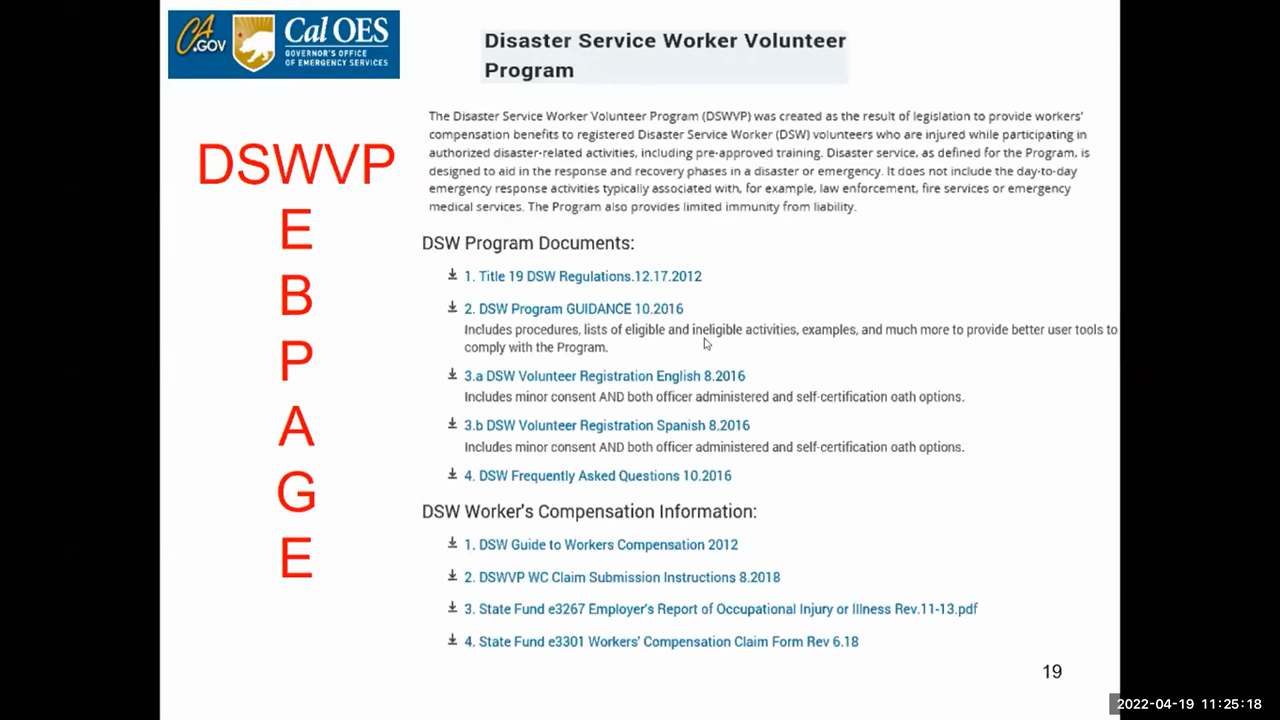 CA
.GOV
Cal OES
GOVERNOR'S OFFICE
OF EMERGENCY SERVICES
Disaster Service Worker Volunteer
Program
DSWVP
E
B
P
A
G
E
The Disaster Service Worker Volunteer Program (DSWVP) was created as the result of legislation to provide workers'
compensation benefits to registered Disaster Service Worker (DSW) volunteers who are injured while participating in
authorized disaster-related activities, including pre-approved training. Disaster service, as defined for the Program, is
designed to aid in the response and recovery phases in a disaster or emergency. It does not include the day-to-day
emergency response activities typically associated with, for example, law enforcement, fire services or emergency
medical services. The Program also provides limited immunity from liability.
DSW Program Documents:
1. Title 19 DSW Regulations.12.17.2012
2. DSW Program GUIDANCE 10.2016
Includes procedures, lists of eligible and ineligible activities, examples, and much more to provide better user tools to
comply with the Program.
3.a DSW Volunteer Registration English 8.2016
Includes minor consent AND both officer administered and self-certification oath options.
3.b DSW Volunteer Registration Spanish 8.2016
Includes minor consent AND both officer administered and self-certification oath options.
4. DSW Frequently Asked Questions 10.2016
DSW Worker's Compensation Information:
1. DSW Guide to Workers Compensation 2012
2. DSWVP WC Claim Submission Instructions 8.2018
3. State Fund e3267 Employer's Report of Occupational Injury or Illness Rev.11-13.pdf
4. State Fund e3301 Workers' Compensation Claim Form Rev 6.18
19
2022-04-19 11:25:18